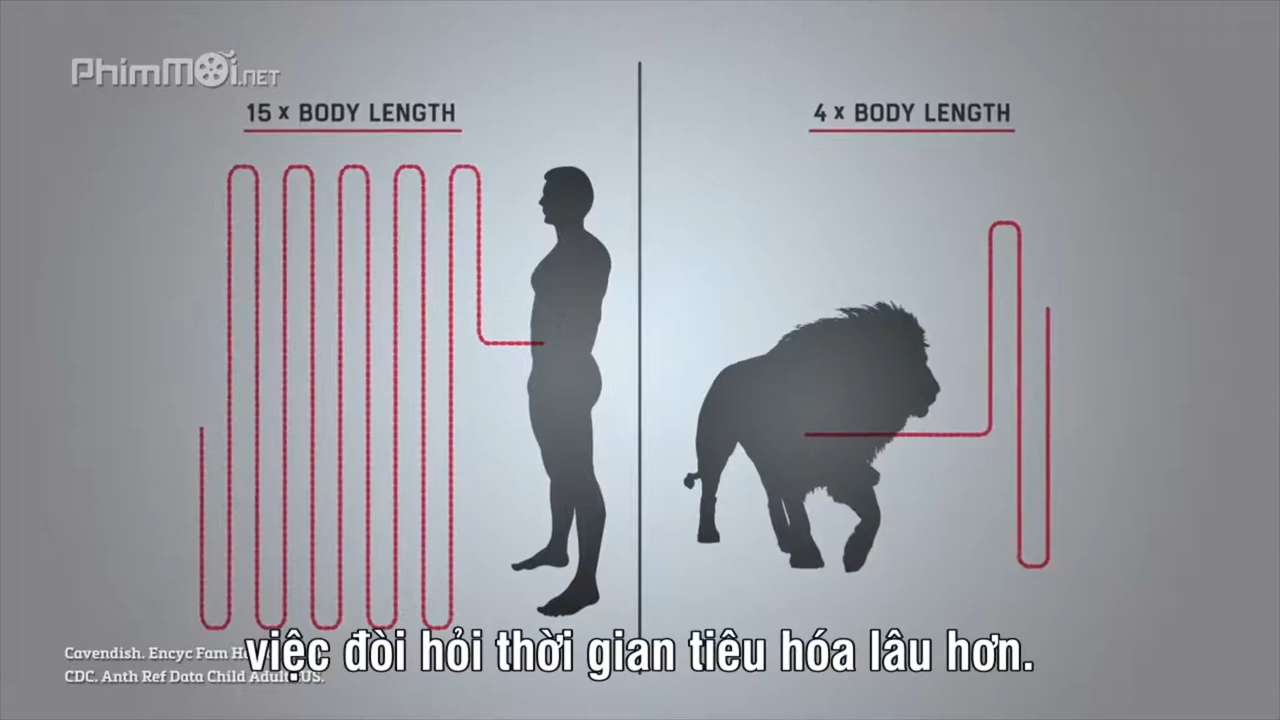 PhimMỡi.NET
15 x BODY LENGTH
4 x BODY LENGTH
Cavendish. Encyc Fam
CDC. Anth Ref Data Child Adult US.
việc đòi hỏi thời gian tiêu hóa lâu hơn.